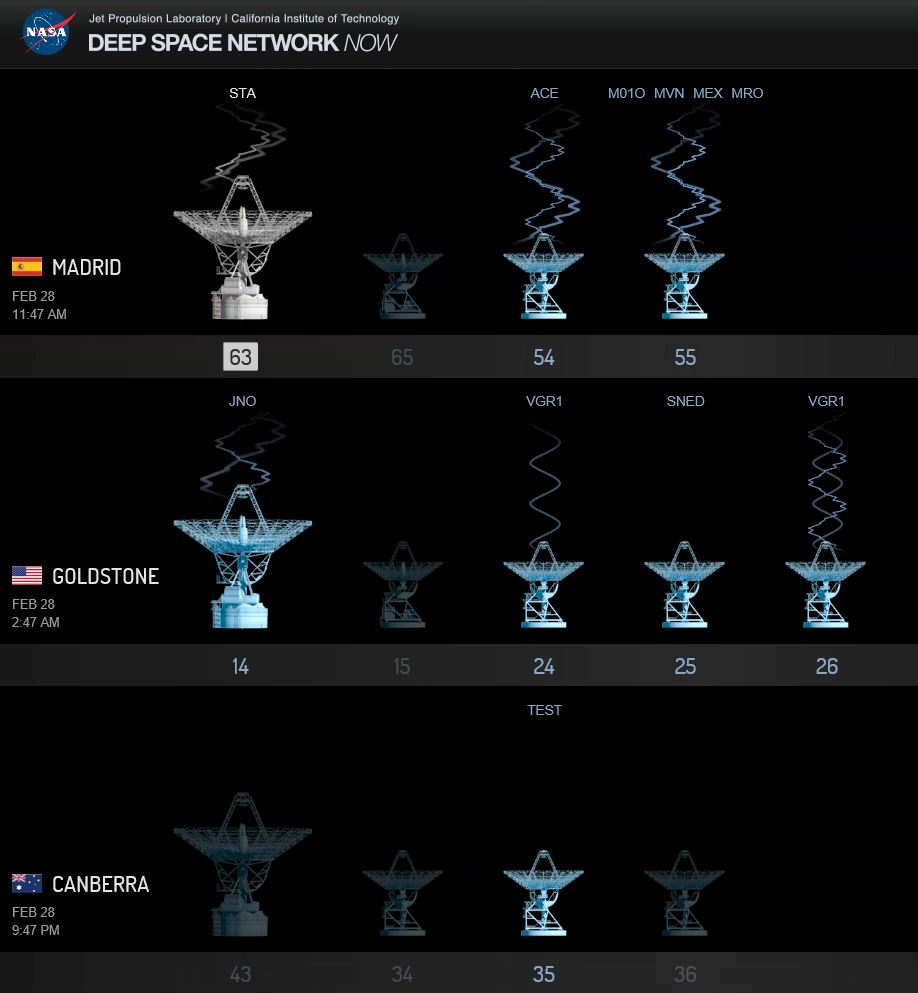 NASA
Jet Propulsion Laboratory | California Institute of Technology
DEEP SPACE NETWORK NOW
STA ACE M01O MVN MEX MRO
MADRID
FEB 28
11:47 AM
63 65 54 55
JNO VGR1 SNED VGR1
GOLDSTONE
FEB 28
2:47 AM
14 15 24 25 26
TEST
CANBERRA
FEB 28
9:47 PM
43 34 35 36